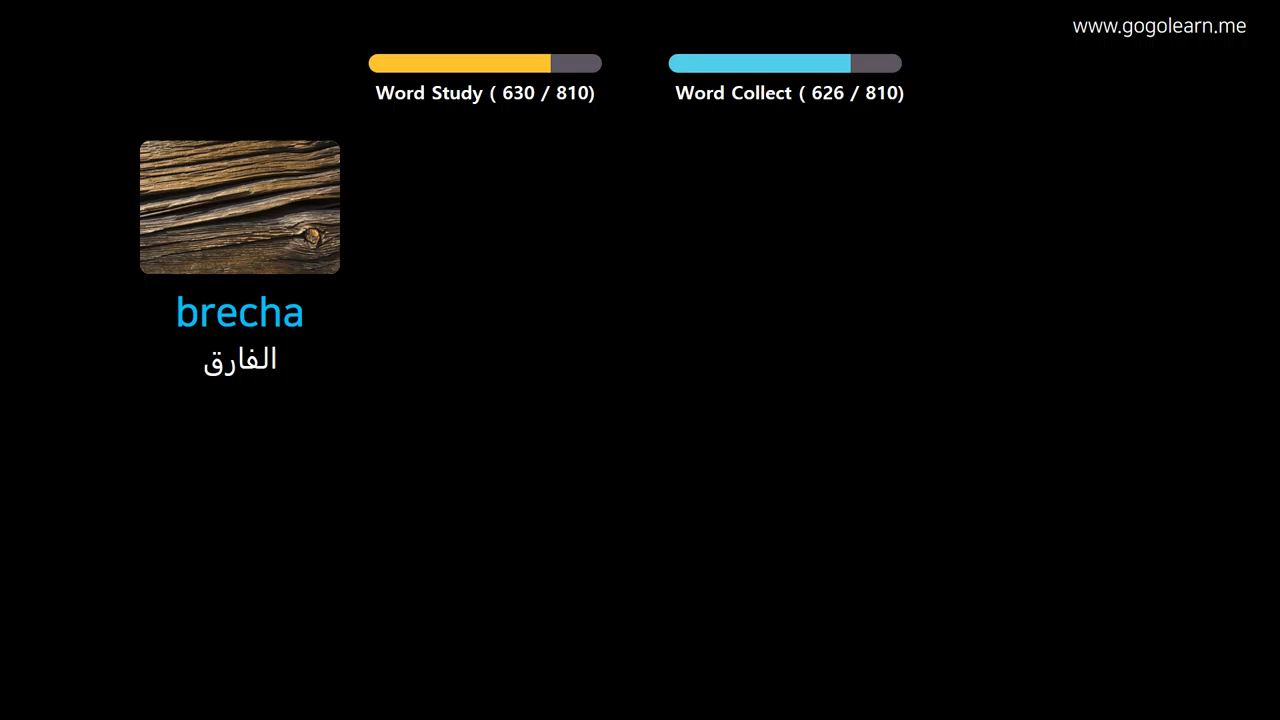 www.gogolearn.me
Word Study ( 630 / 810)
Word Collect ( 626 / 810)
brecha
الفارق